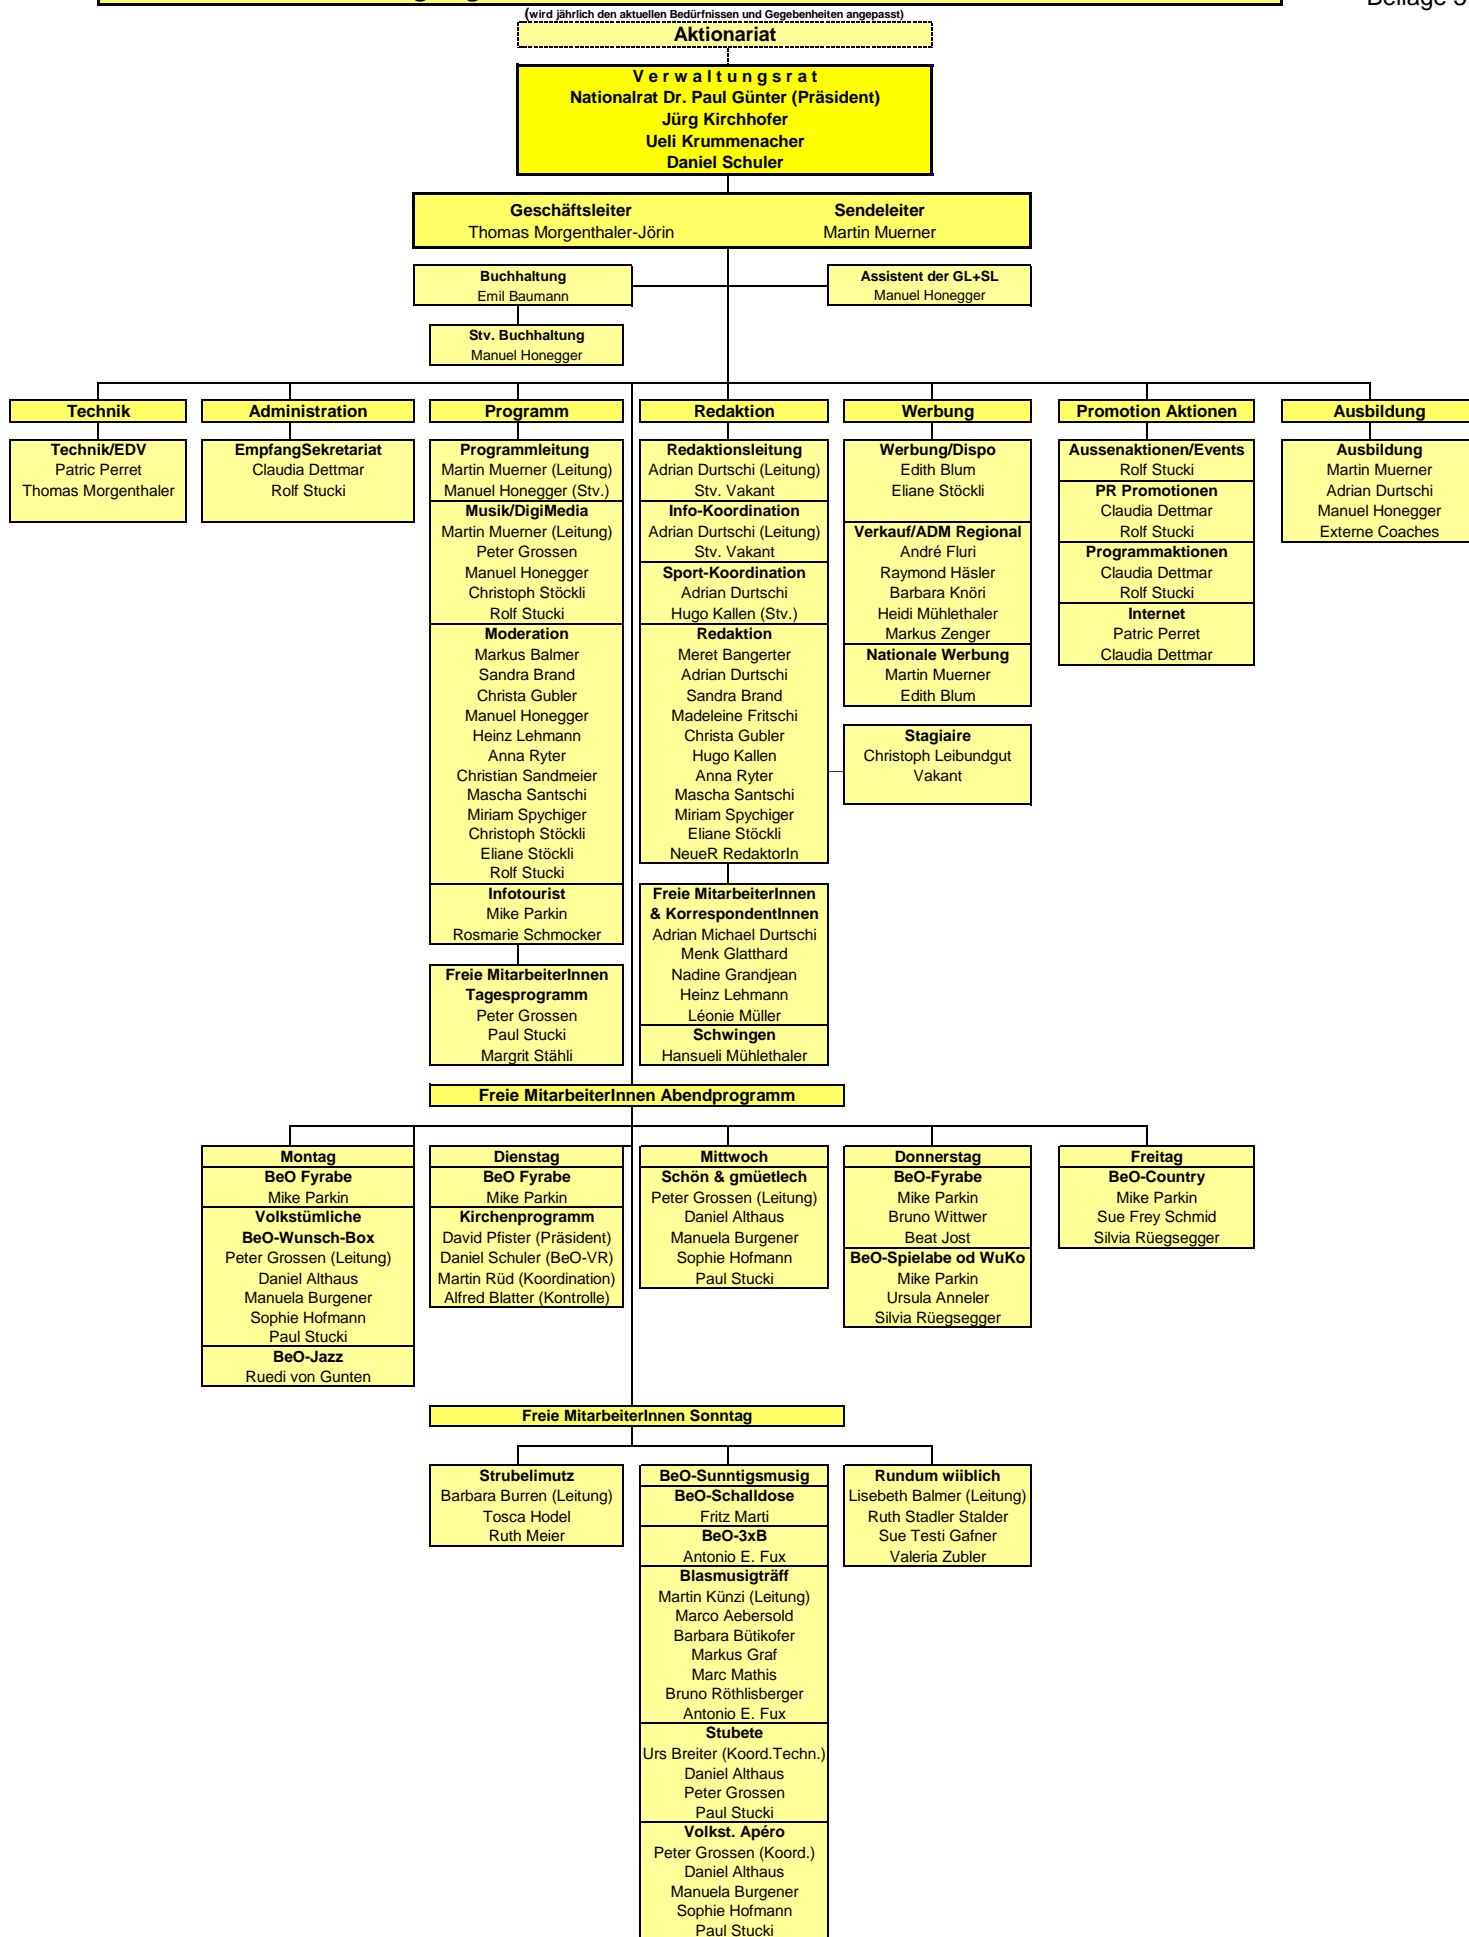 Beilage 3
(wird jährlich den aktuellen Bedürfnissen und Gegebenheiten angepasst)
Aktionariat
Verwaltungsrat
Nationalrat Dr. Paul Günter (Präsident)
Jürg Kirchhofer
Ueli Krummenacher
Daniel Schuler
Geschäftsleiter
Thomas Morgenthaler-Jörin
Sendeleiter
Martin Muerner
Buchhaltung
Emil Baumann
Assistent der GL+SL
Manuel Honegger
Stv. Buchhaltung
Manuel Honegger
Technik
Technik/EDV
Patric Perret
Thomas Morgenthaler
Administration
EmpfangSekretariat
Claudia Dettmar
Rolf Stucki
Programm
Programmleitung
Martin Muerner (Leitung)
Manuel Honegger (Stv.)
Musik/DigiMedia
Martin Muerner (Leitung)
Peter Grossen
Manuel Honegger
Christoph Stöckli
Rolf Stucki
Moderation
Markus Balmer
Sandra Brand
Christa Gubler
Manuel Honegger
Heinz Lehmann
Anna Ryter
Christian Sandmeier
Mascha Santschi
Miriam Spychiger
Christoph Stöckli
Eliane Stöckli
Rolf Stucki
Infotourist
Mike Parkin
Rosmarie Schmocker
Freie MitarbeiterInnen
Tagesprogramm
Peter Grossen
Paul Stucki
Margrit Stähli
Redaktion
Redaktionsleitung
Adrian Durtschi (Leitung)
Stv. Vakant
Info-Koordination
Adrian Durtschi (Leitung)
Stv. Vakant
Sport-Koordination
Adrian Durtschi
Hugo Kallen (Stv.)
Redaktion
Meret Bangerter
Adrian Durtschi
Sandra Brand
Madeleine Fritschi
Christa Gubler
Hugo Kallen
Anna Ryter
Mascha Santschi
Miriam Spychiger
Eliane Stöckli
NeueR RedaktorIn
Freie MitarbeiterInnen
& KorrespondentInnen
Adrian Michael Durtschi
Menk Glatthard
Nadine Grandjean
Heinz Lehmann
Léonie Müller
Schwingen
Hansueli Mühlethaler
Werbung
Werbung/Dispo
Edith Blum
Eliane Stöckli
Verkauf/ADM Regional
André Fluri
Raymond Häsler
Barbara Knöri
Heidi Mühlethaler
Markus Zenger
Nationale Werbung
Martin Muerner
Edith Blum
Stagiaire
Christoph Leibundgut
Vakant
Promotion Aktionen
Aussenaktionen/Events
Rolf Stucki
PR Promotionen
Claudia Dettmar
Rolf Stucki
Programmaktionen
Claudia Dettmar
Rolf Stucki
Internet
Patric Perret
Claudia Dettmar
Ausbildung
Ausbildung
Martin Muerner
Adrian Durtschi
Manuel Honegger
Externe Coaches
Freie MitarbeiterInnen Abendprogramm
Montag
BeO Fyrabe
Mike Parkin
Volkstümliche
BeO-Wunsch-Box
Peter Grossen (Leitung)
Daniel Althaus
Manuela Burgener
Sophie Hofmann
Paul Stucki
BeO-Jazz
Ruedi von Gunten
Dienstag
BeO Fyrabe
Mike Parkin
Kirchenprogramm
David Pfister (Präsident)
Daniel Schuler (BeO-VR)
Martin Rüd (Koordination)
Alfred Blatter (Kontrolle)
Mittwoch
Schön & gmüetlech
Peter Grossen (Leitung)
Daniel Althaus
Manuela Burgener
Sophie Hofmann
Paul Stucki
Donnerstag
BeO-Fyrabe
Mike Parkin
Bruno Wittwer
Beat Jost
BeO-Spielabe od WuKo
Mike Parkin
Ursula Anneler
Silvia Rüegsegger
Freitag
BeO-Country
Mike Parkin
Sue Frey Schmid
Silvia Rüegsegger
Freie MitarbeiterInnen Sonntag
Strubelimutz
Barbara Burren (Leitung)
Tosca Hodel
Ruth Meier
BeO-Sunntigsmusig
BeO-Schalldose
Fritz Marti
BeO-3xB
Antonio E. Fux
Blasmusigträff
Martin Künzi (Leitung)
Marco Aebersold
Barbara Bütikofer
Markus Graf
Marc Mathis
Bruno Röthlisberger
Antonio E. Fux
Stubete
Urs Breiter (Koord.Techn.)
Daniel Althaus
Peter Grossen
Paul Stucki
Volkst. Apéro
Peter Grossen (Koord.)
Daniel Althaus
Manuela Burgener
Sophie Hofmann
Paul Stucki
Rundum wiiblich
Lisebeth Balmer (Leitung)
Ruth Stadler Stalder
Sue Testi Gafner
Valeria Zubler